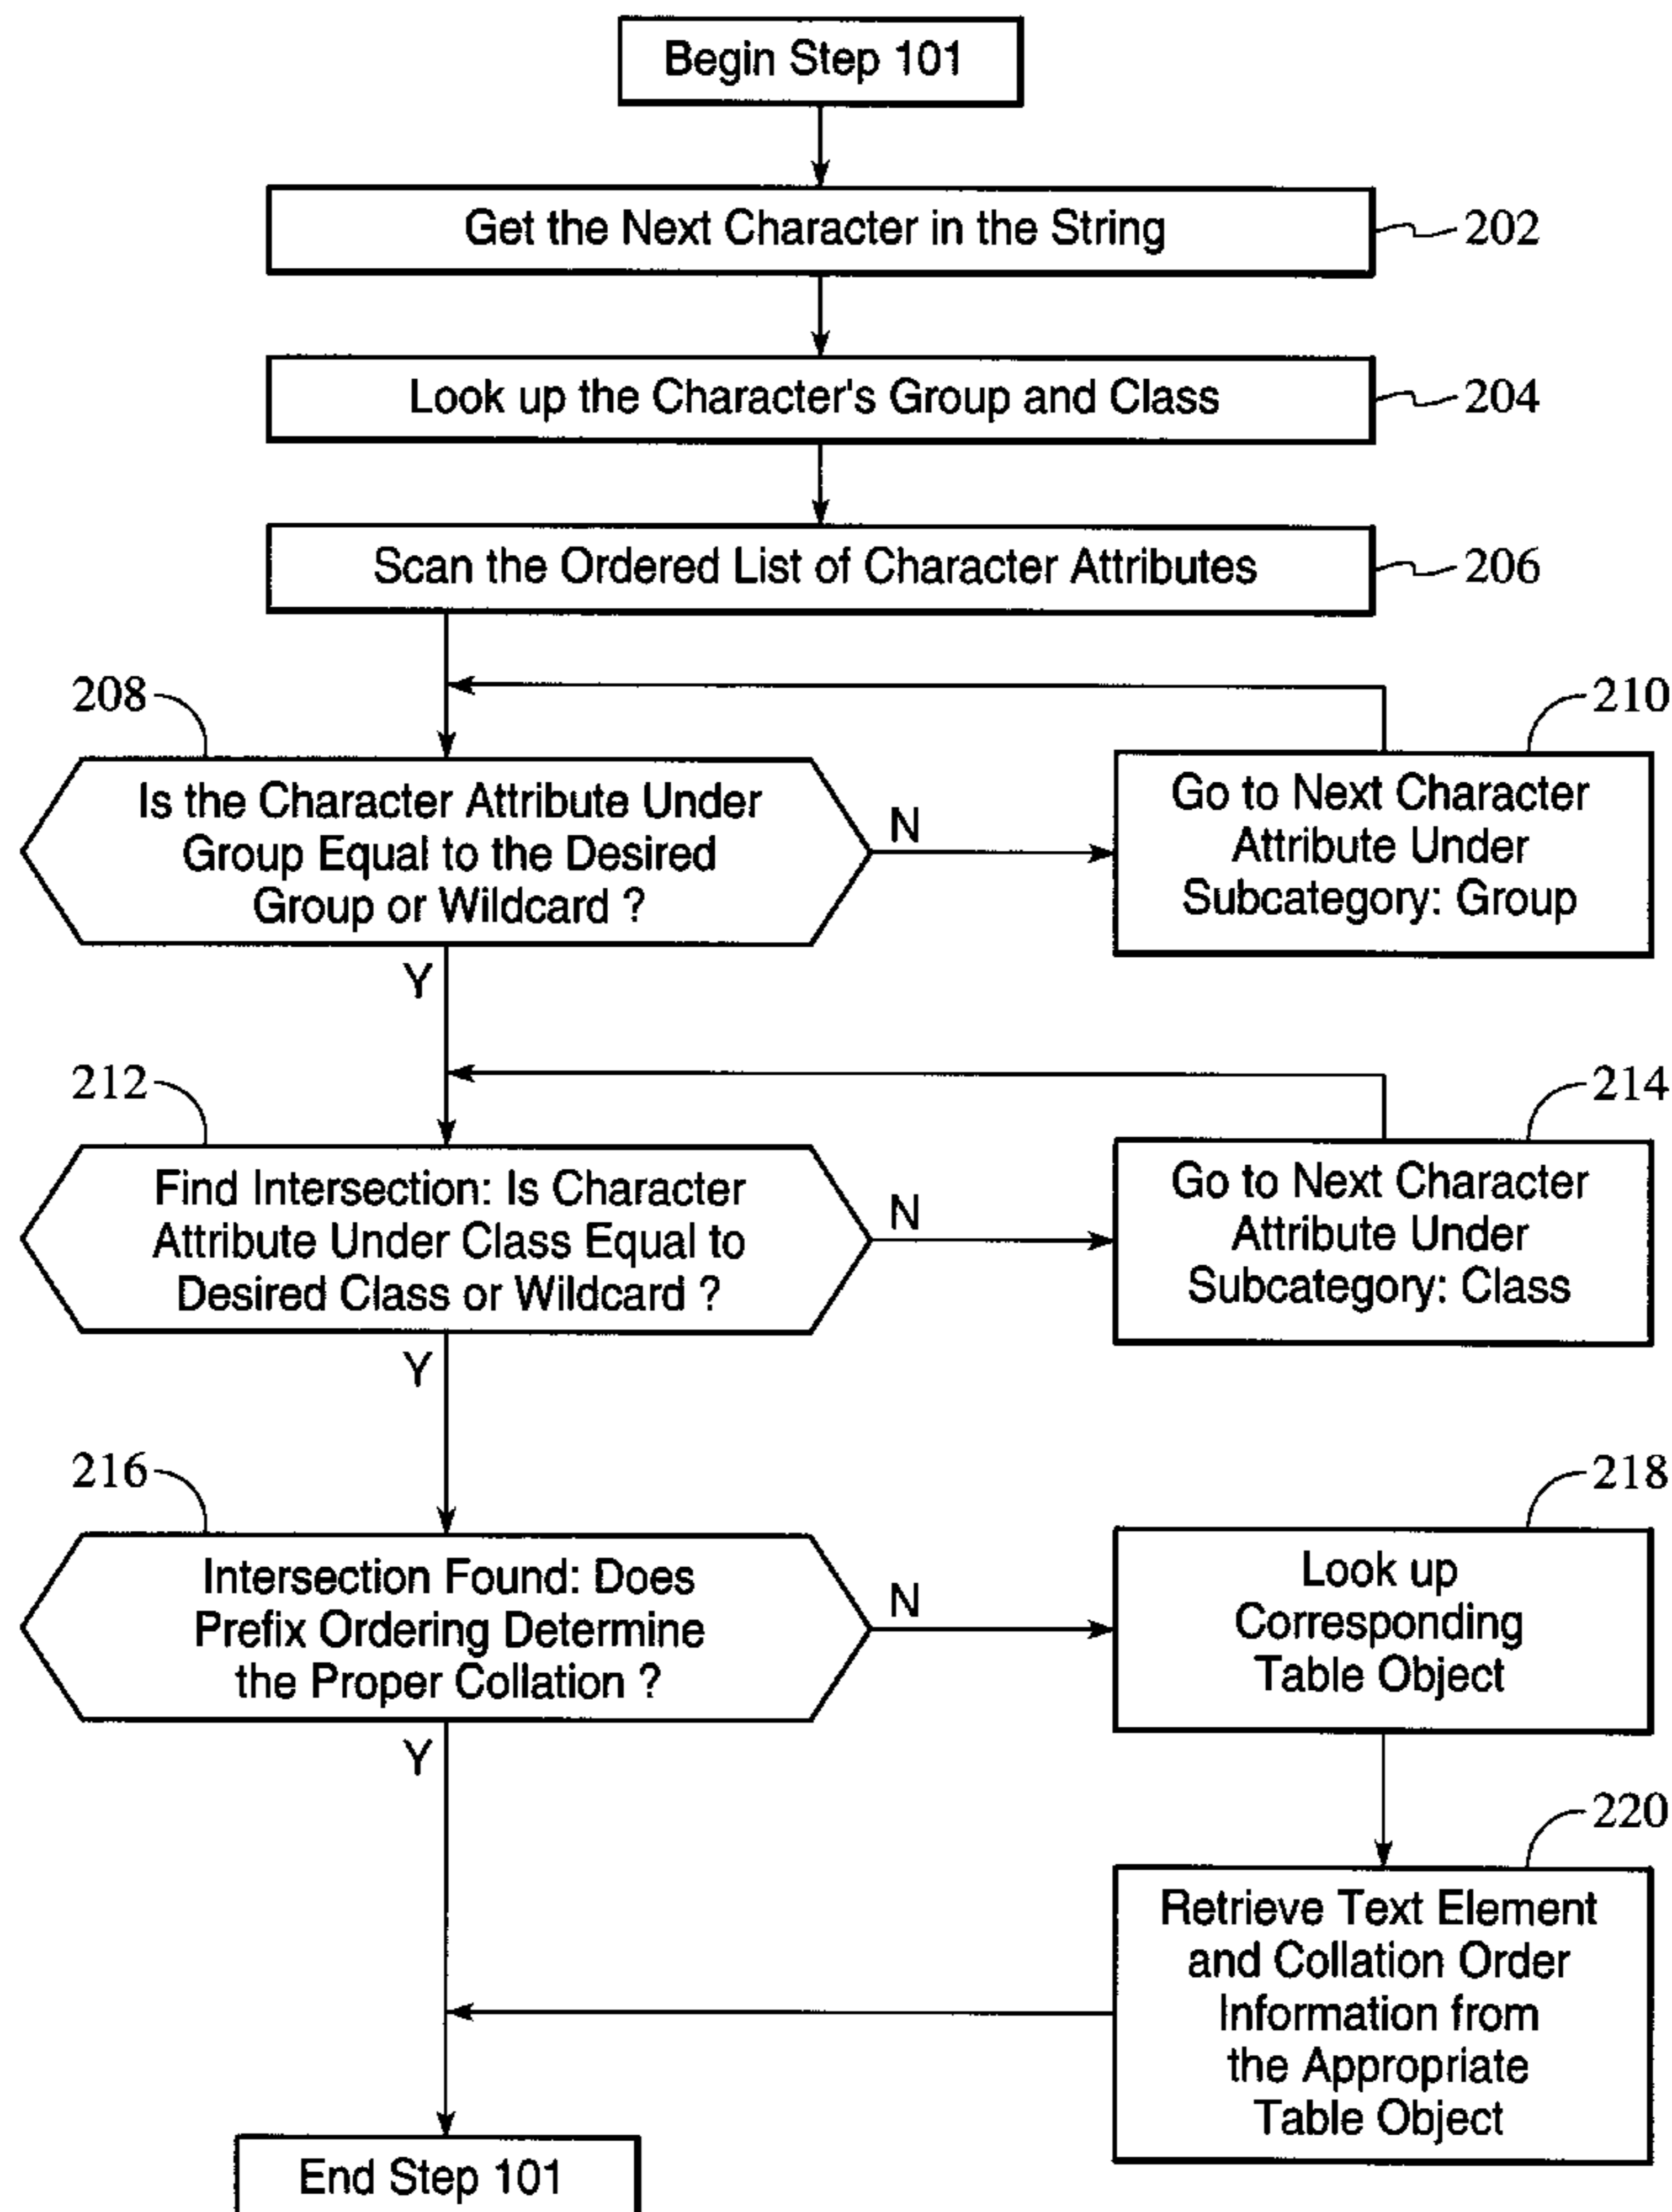 Begin Step 101
Get the Next Character in the String
202
Look up the Character's Group and Class
204
Scan the Ordered List of Character Attributes
206
208
210
Is the Character Attribute Under
Group Equal to the Desired
Group or Wildcard ?
N
Go to Next Character
Attribute Under
Subcategory: Group
Y
212
214
Find Intersection: Is Character
Attribute Under Class Equal to
Desired Class or Wildcard ?
N
Go to Next Character
Attribute Under
Subcategory: Class
Y
216
218
Intersection Found: Does
Prefix Ordering Determine
the Proper Collation ?
N
Look up
Corresponding
Table Object
Y
220
Retrieve Text Element
and Collation Order
Information from
the Appropriate
Table Object
End Step 101